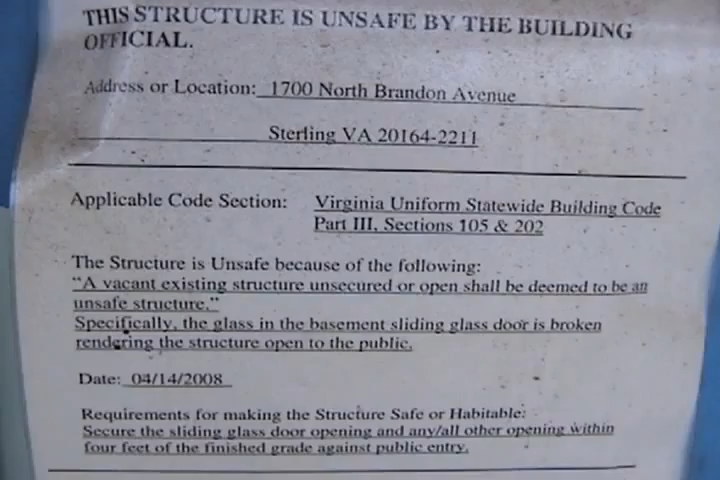 THIS STRUCTURE IS UNSAFE BY THE BUILDING
OFFICIAL.
Address or Location: 1700 North Brandon Avenue
Sterling VA 20164-2211
Applicable Code Section: Virginia Uniform Statewide Building Code
Part III, Sections 105 & 202
The Structure is Unsafe because of the following:
"A vacant existing structure unsecured or open shall be deemed to be an
unsafe structure."
Specifically, the glass in the basement sliding glass door is broken
rendering the structure open to the public.
Date: 04/14/2008
Requirements for making the Structure Safe or Habitable:
Secure the sliding glass door opening and any/all other opening within
four feet of the finished grade against public entry.